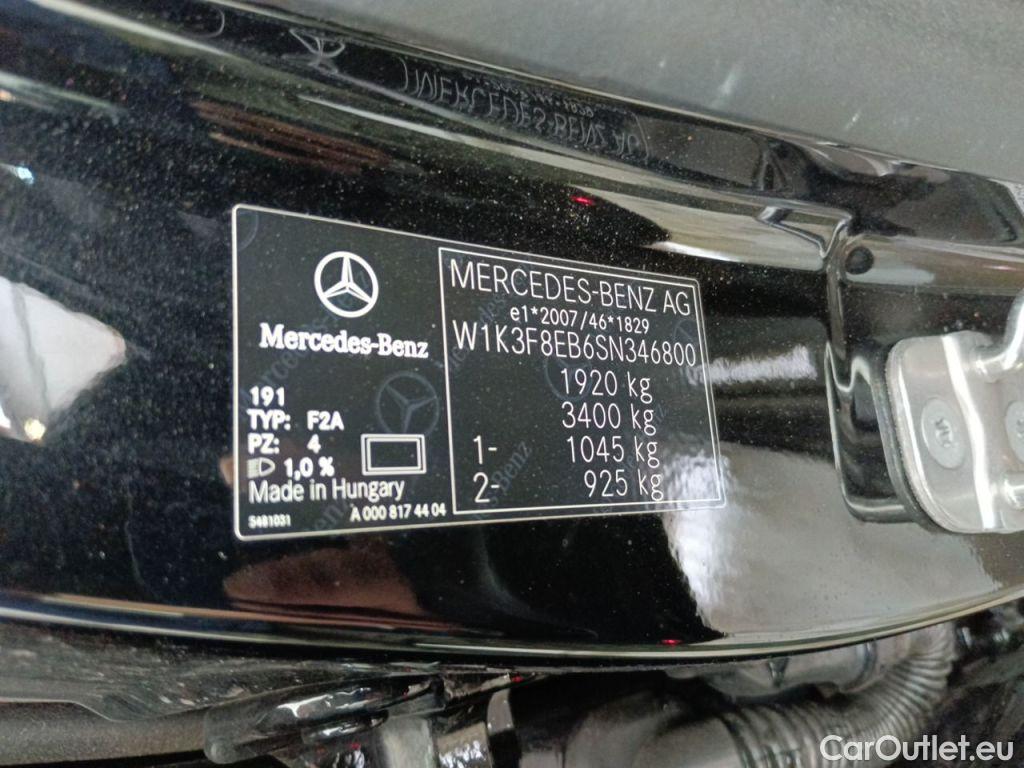 Mercedes-Benz
191
TYP: F2A
PZ: 4
1,0 %
Made in Hungary
5481031 A 000 817 44 04
MERCEDES-BENZ AG
e1*2007/46*1829
W1K3F8EB6SN346800
1920 kg
3400 kg
1- 1045 kg
2- 925 kg
CarOutlet.eu